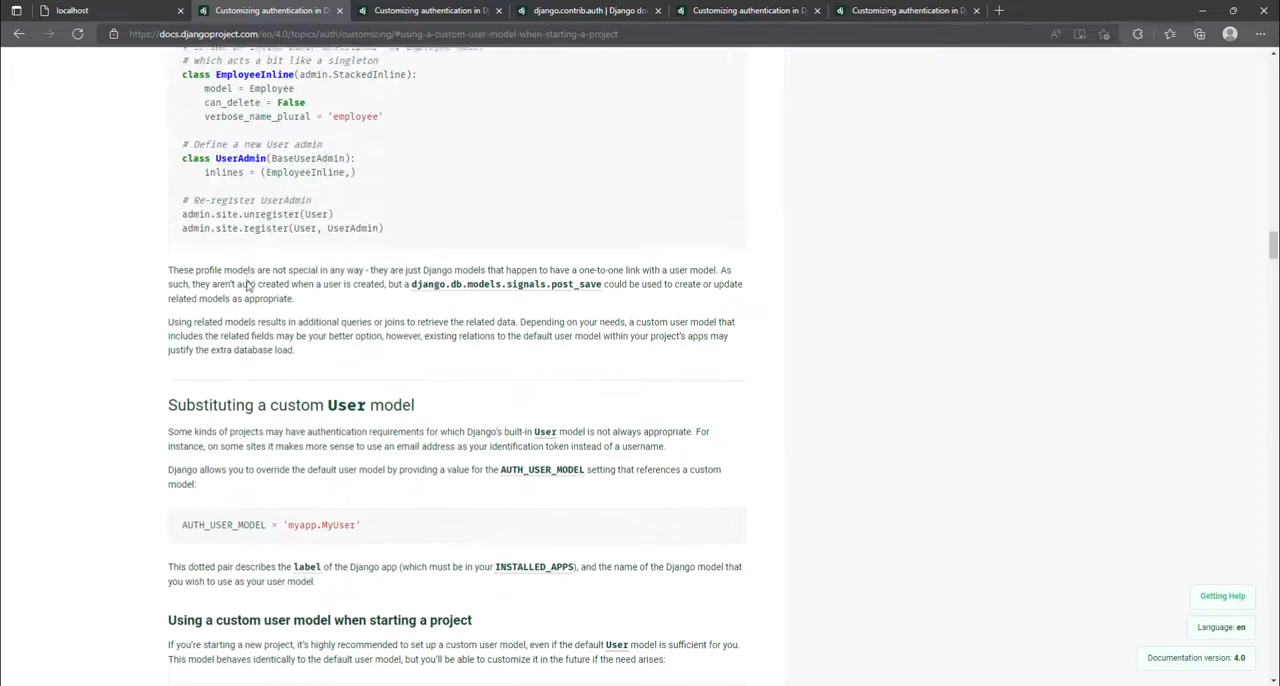 localhost
Customizing authentication in D
Customizing authentication in D
django.contrib.auth | Django do
Customizing authentication in D
Customizing authentication in D
https://docs.djangoproject.com/en/4.0/topics/auth/customizing/#using-a-custom-user-model-when-starting-a-project
# which acts a bit like a singleton
class EmployeeInline(admin.StackedInline):
model = Employee
can_delete = False
verbose_name_plural = 'employee'
# Define a new User admin
class UserAdmin(BaseUserAdmin):
inlines = (EmployeeInline,)
# Re-register UserAdmin
admin.site.unregister(User)
admin.site.register(User, UserAdmin)
These profile models are not special in any way - they are just Django models that happen to have a one-to-one link with a user model. As
such, they aren't auto created when a user is created, but a django.db.models.signals.post_save could be used to create or update
related models as appropriate.
Using related models results in additional queries or joins to retrieve the related data. Depending on your needs, a custom user model that
includes the related fields may be your better option, however, existing relations to the default user model within your project's apps may
justify the extra database load.
Substituting a custom User model
Some kinds of projects may have authentication requirements for which Django's built-in User model is not always appropriate. For
instance, on some sites it makes more sense to use an email address as your identification token instead of a username.
Django allows you to override the default user model by providing a value for the AUTH_USER_MODEL setting that references a custom
model:
AUTH_USER_MODEL = 'myapp.MyUser'
This dotted pair describes the label of the Django app (which must be in your INSTALLED_APPS), and the name of the Django model that
you wish to use as your user model.
Using a custom user model when starting a project
If you're starting a new project, it's highly recommended to set up a custom user model, even if the default User model is sufficient for you.
This model behaves identically to the default user model, but you'll be able to customize it in the future if the need arises:
Getting Help
Language: en
Documentation version: 4.0